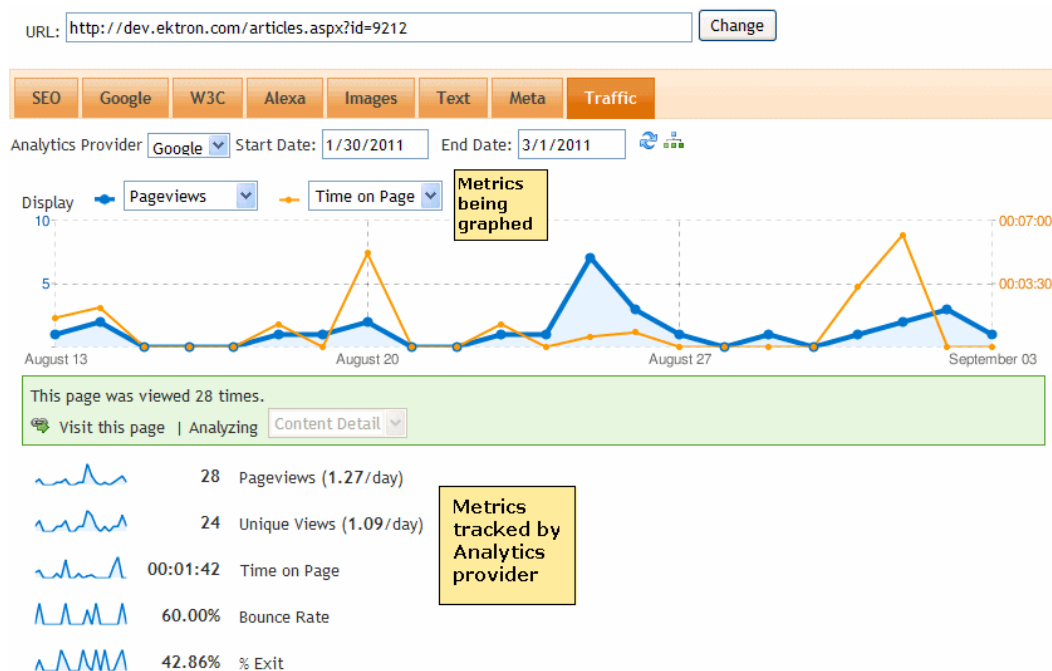 URL: http://dev.ektron.com/articles.aspx?id=9212 Change
SEO Google W3C Alexa Images Text Meta Traffic
Analytics Provider Google Start Date: 1/30/2011 End Date: 3/1/2011
Display Pageviews Time on Page
Metrics
being
graphed
10 00:07:00
5 00:03:30
August 13 August 20 August 27 September 03
This page was viewed 28 times.
Visit this page | Analyzing Content Detail
28 Pageviews (1.27/day)
24 Unique Views (1.09/day)
00:01:42 Time on Page
60.00% Bounce Rate
42.86% % Exit
Metrics
tracked by
Analytics
provider